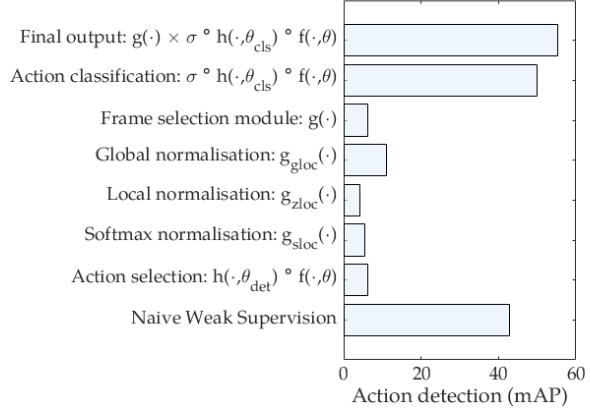 Final output: g(·) × σ ° h(·,θ_cls) ° f(·,θ)
Action classification: σ ° h(·,θ_cls) ° f(·,θ)
Frame selection module: g(·)
Global normalisation: g_gloc(·)
Local normalisation: g_zloc(·)
Softmax normalisation: g_sloc(·)
Action selection: h(·,θ_det) ° f(·,θ)
Naive Weak Supervision
0 20 40 60
Action detection (mAP)